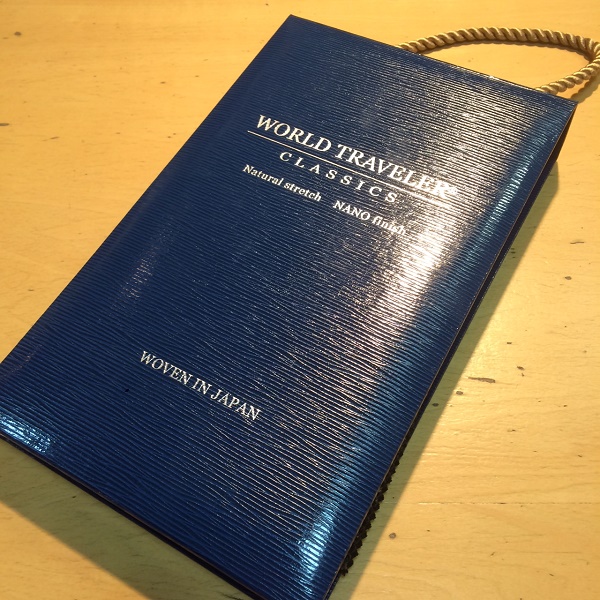 WORLD TRAVELER®
CLASSICS
Natural stretch NANO finish
WOVEN IN JAPAN